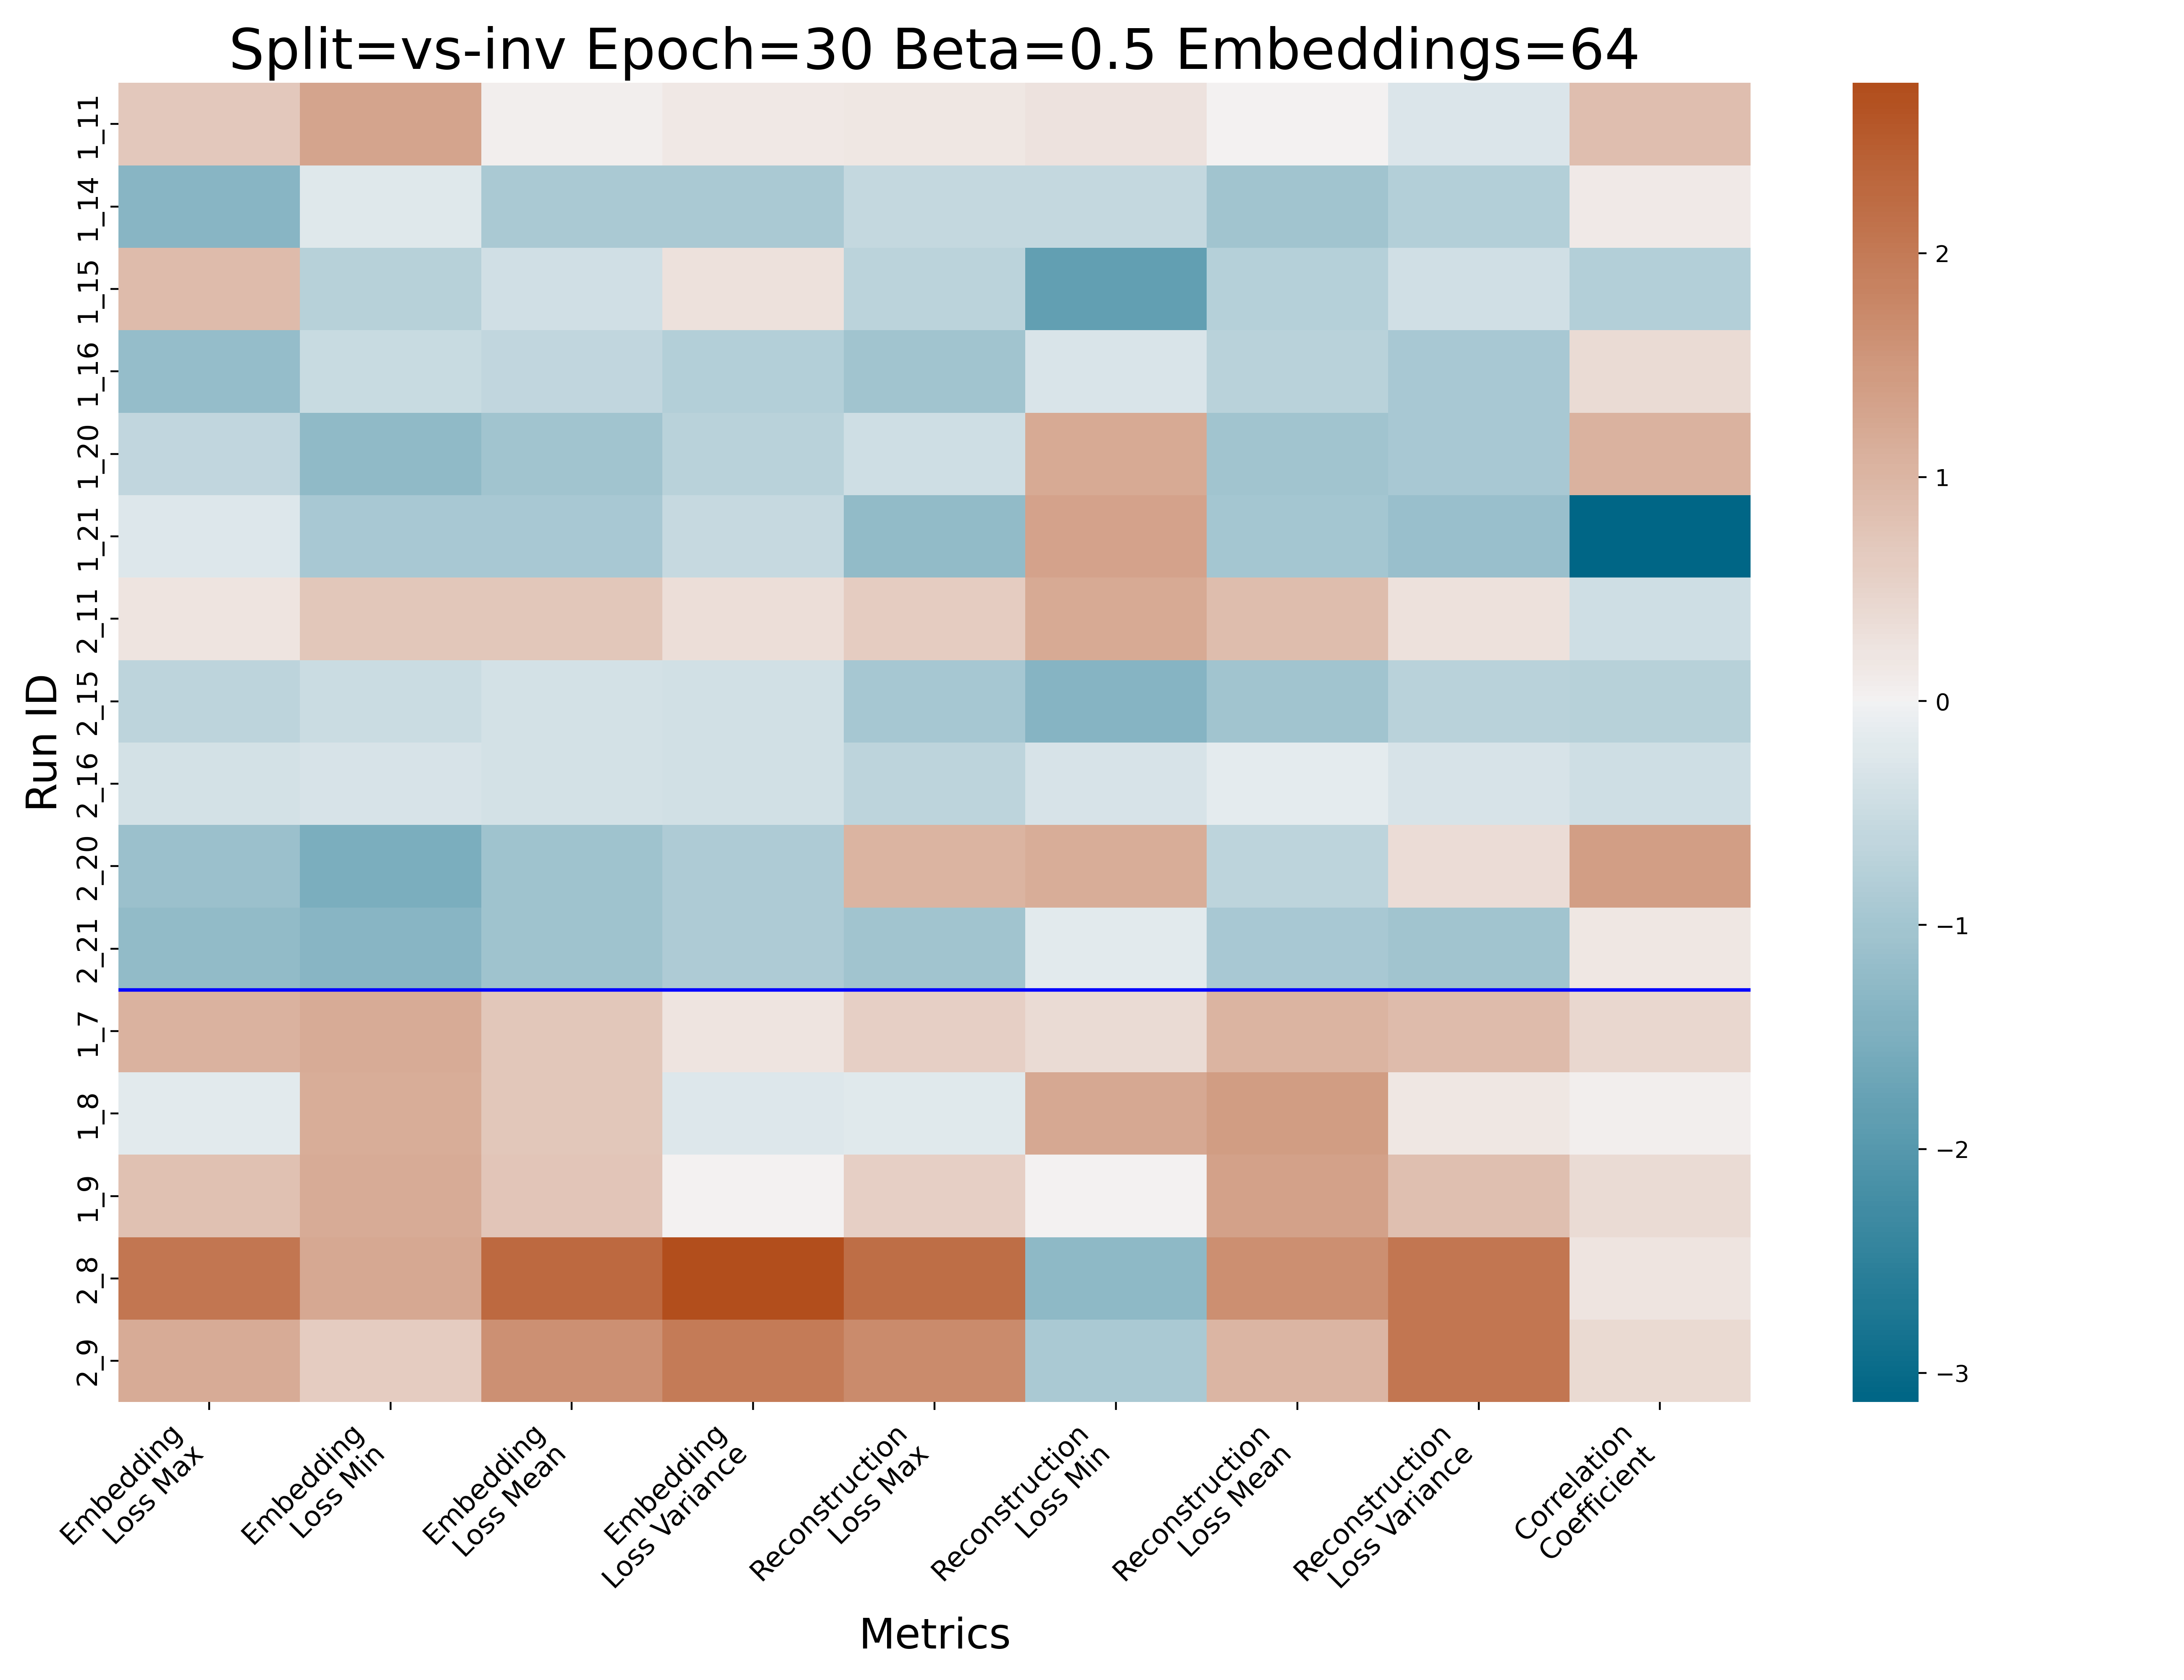 Split=vs-inv Epoch=30 Beta=0.5 Embeddings=64
Run ID
1_11
1_14
1_15
1_16
1_20
1_21
2_11
2_15
2_16
2_20
2_21
1_7
1_8
1_9
2_8
2_9
Embedding
Loss Max
Embedding
Loss Min
Embedding
Loss Mean
Embedding
Loss Variance
Reconstruction
Loss Max
Reconstruction
Loss Min
Reconstruction
Loss Mean
Reconstruction
Loss Variance
Correlation
Coefficient
Metrics
2
1
0
−1
−2
−3